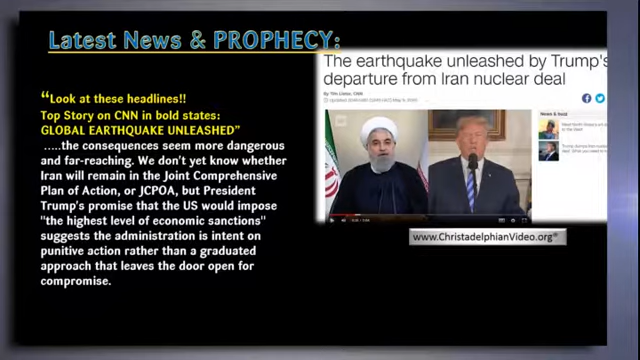 Latest News & PROPHECY:
The earthquake unleashed by Trump's
departure from Iran nuclear deal
By Tim Lister, CNN
“Look at these headlines!!
Top Story on CNN in bold states:
GLOBAL EARTHQUAKE UNLEASHED”
.....the consequences seem more dangerous
and far-reaching. We don't yet know whether
Iran will remain in the Joint Comprehensive
Plan of Action, or JCPOA, but President
Trump's promise that the US would impose
"the highest level of economic sanctions"
suggests the administration is intent on
punitive action rather than a graduated
approach that leaves the door open for
compromise.
www.ChristadelphianVideo.org